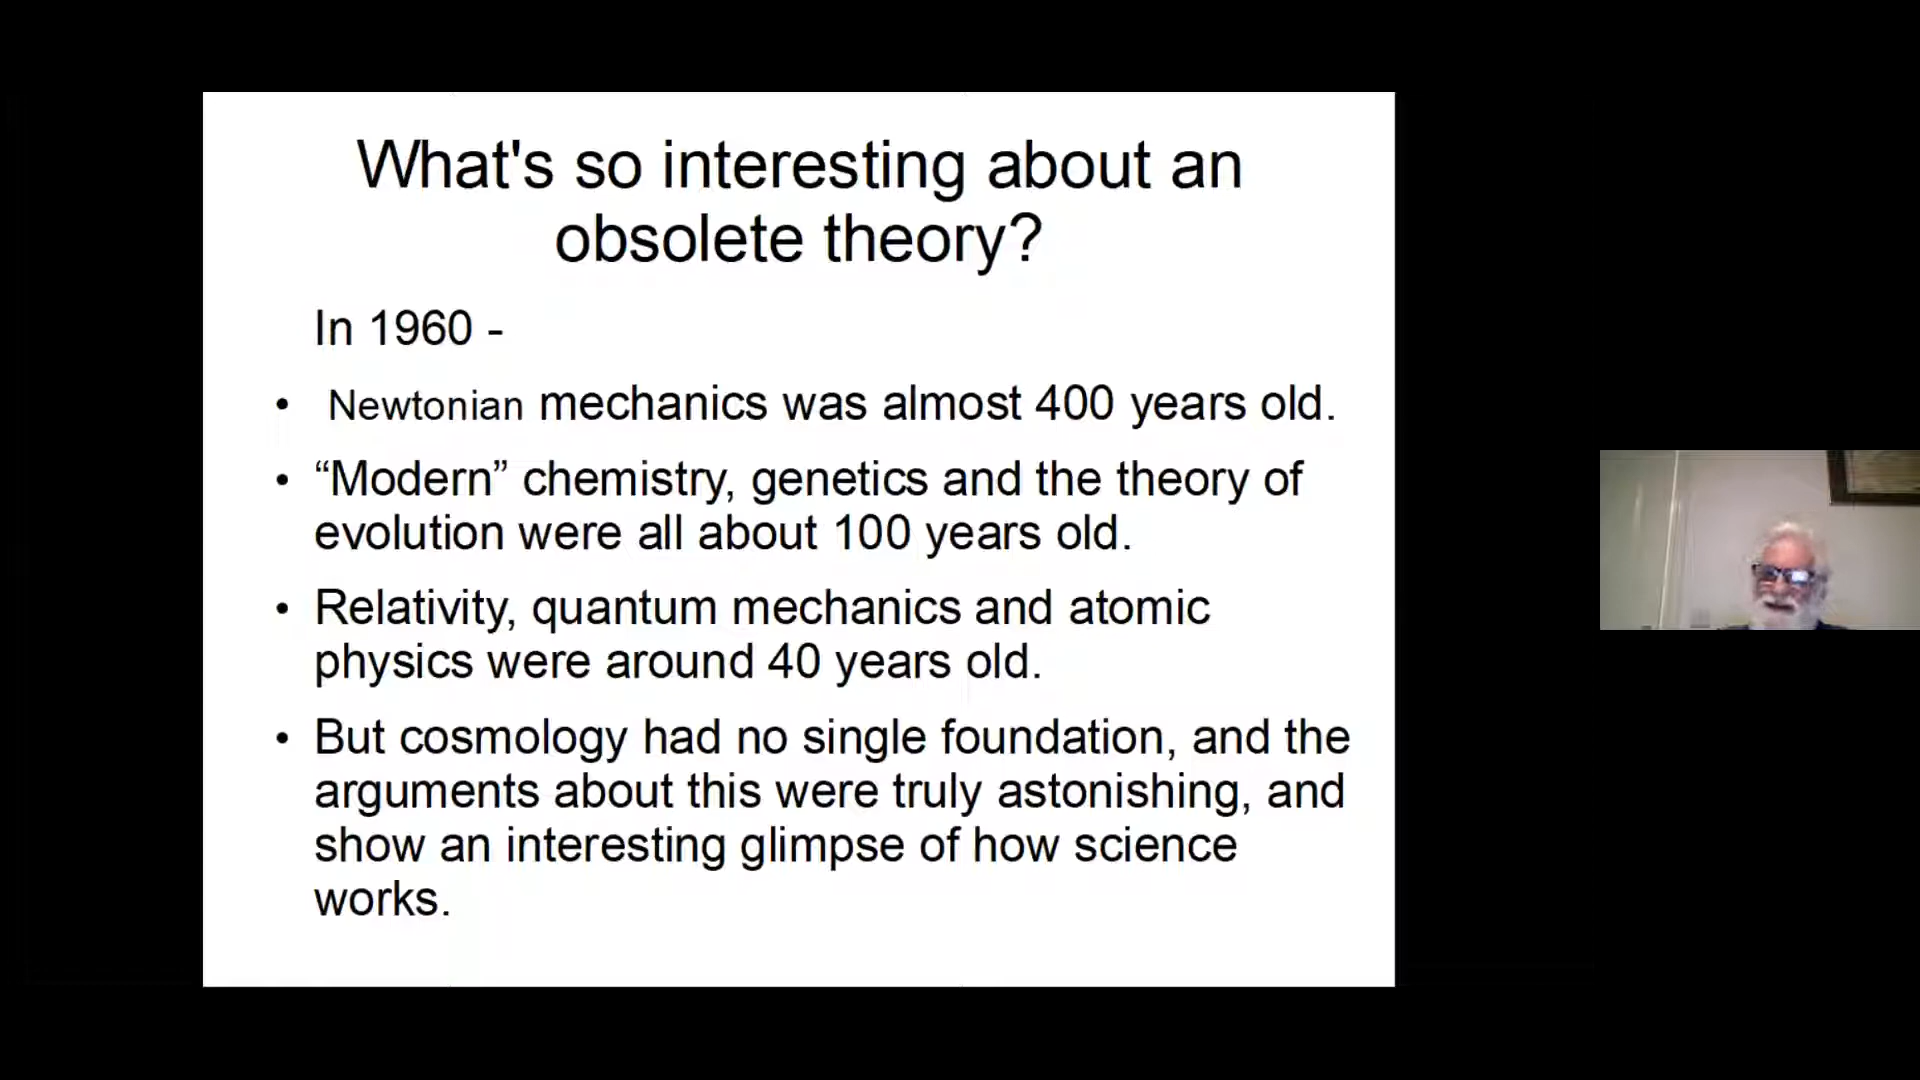 What's so interesting about an
obsolete theory?
In 1960 -
• Newtonian mechanics was almost 400 years old.
• “Modern” chemistry, genetics and the theory of
evolution were all about 100 years old.
• Relativity, quantum mechanics and atomic
physics were around 40 years old.
• But cosmology had no single foundation, and the
arguments about this were truly astonishing, and
show an interesting glimpse of how science
works.